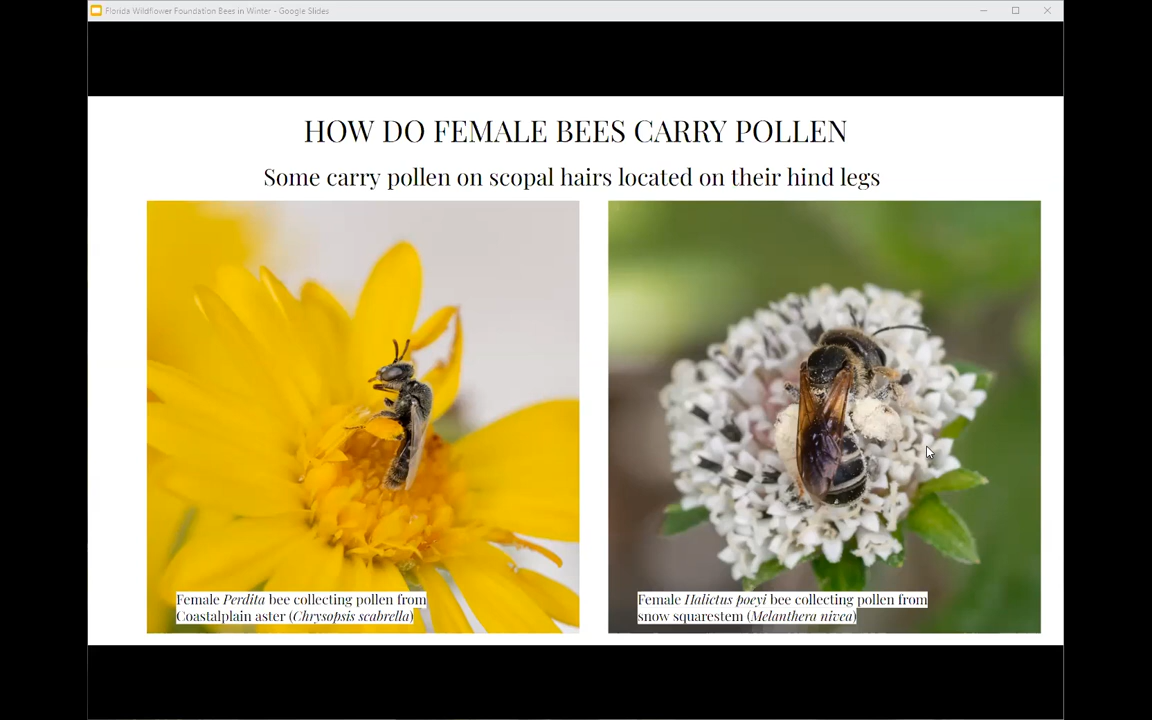 Florida Wildflower Foundation Bees in Winter - Google Slides
HOW DO FEMALE BEES CARRY POLLEN
Some carry pollen on scopal hairs located on their hind legs
Female Perdita bee collecting pollen from
Coastalplain aster (Chrysopsis scabrella)
Female Halictus poeyi bee collecting pollen from
snow squarestem (Melanthera nivea)